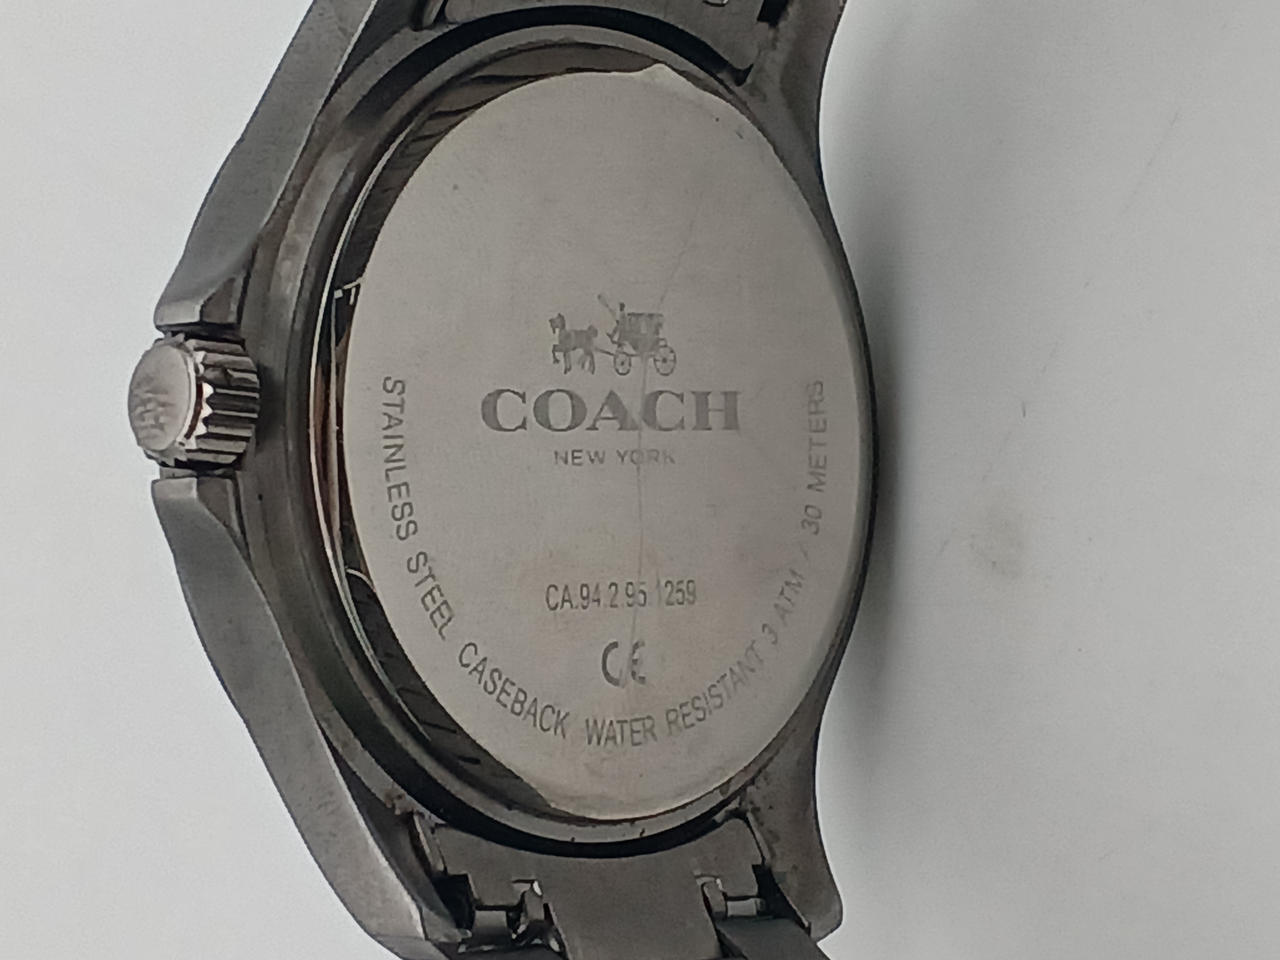 COACH
NEW YORK
CA.94.2.95.1259
CE
STAINLESS STEEL CASEBACK WATER RESISTANT 3 ATM / 30 METERS